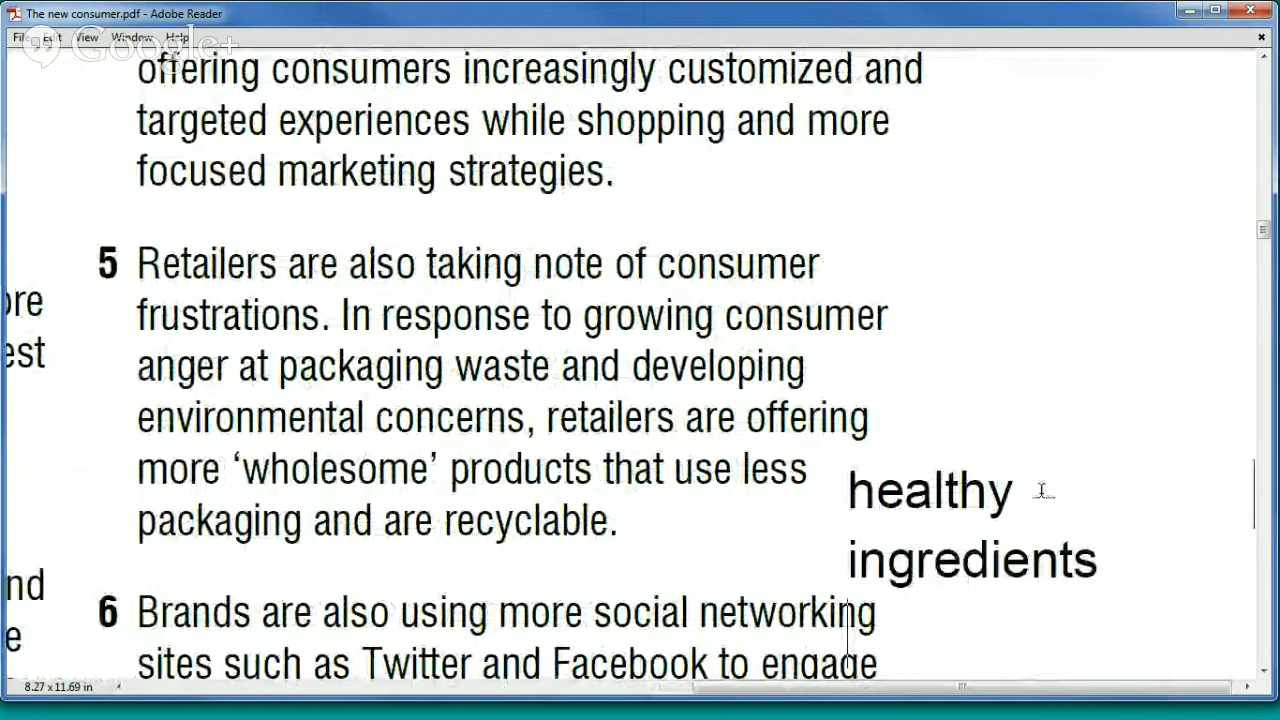 The new consumer.pdf - Adobe Reader
File Edit View Window Help
Google+
offering consumers increasingly customized and
targeted experiences while shopping and more
focused marketing strategies.
5 Retailers are also taking note of consumer
frustrations. In response to growing consumer
anger at packaging waste and developing
environmental concerns, retailers are offering
more ‘wholesome’ products that use less
packaging and are recyclable.
healthy
ingredients
6 Brands are also using more social networking
sites such as Twitter and Facebook to engage
ore
est
nd
e
8.27 x 11.69 in